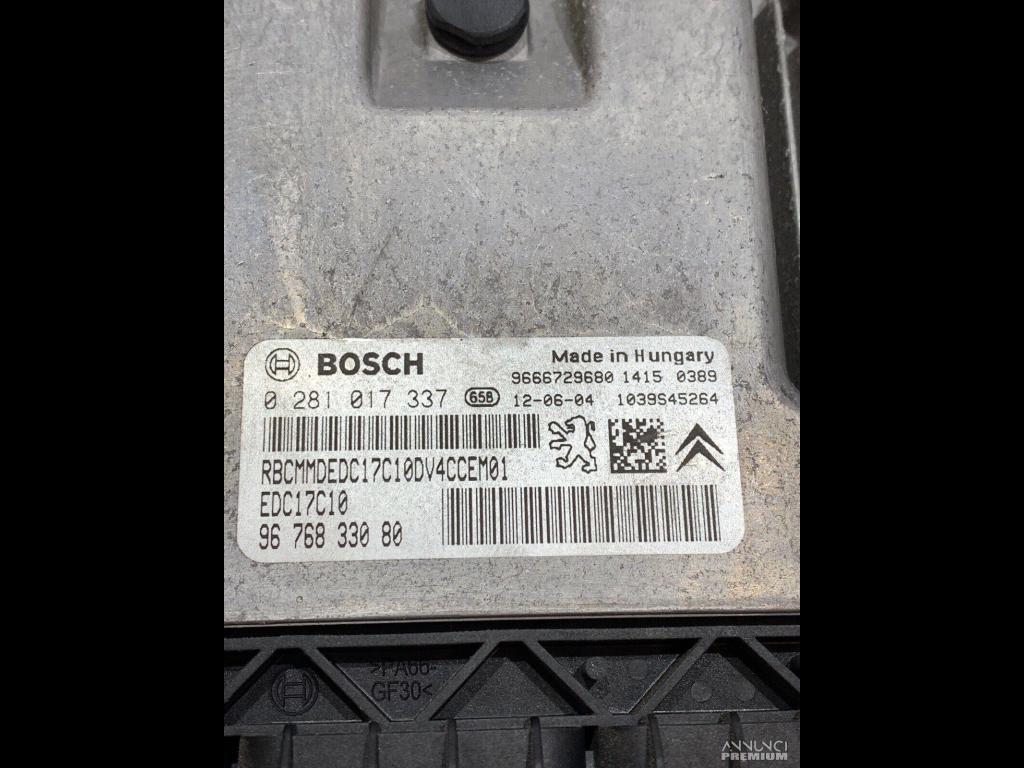 BOSCH
Made in Hungary
9666729680 1415 0389
0 281 017 337 658 12-06-04 1039S45264
RBCMMDEDC17C10DV4CCEM01
EDC17C10
96 768 330 80
>PA66-
GF30<
ANNUNCI
PREMIUM